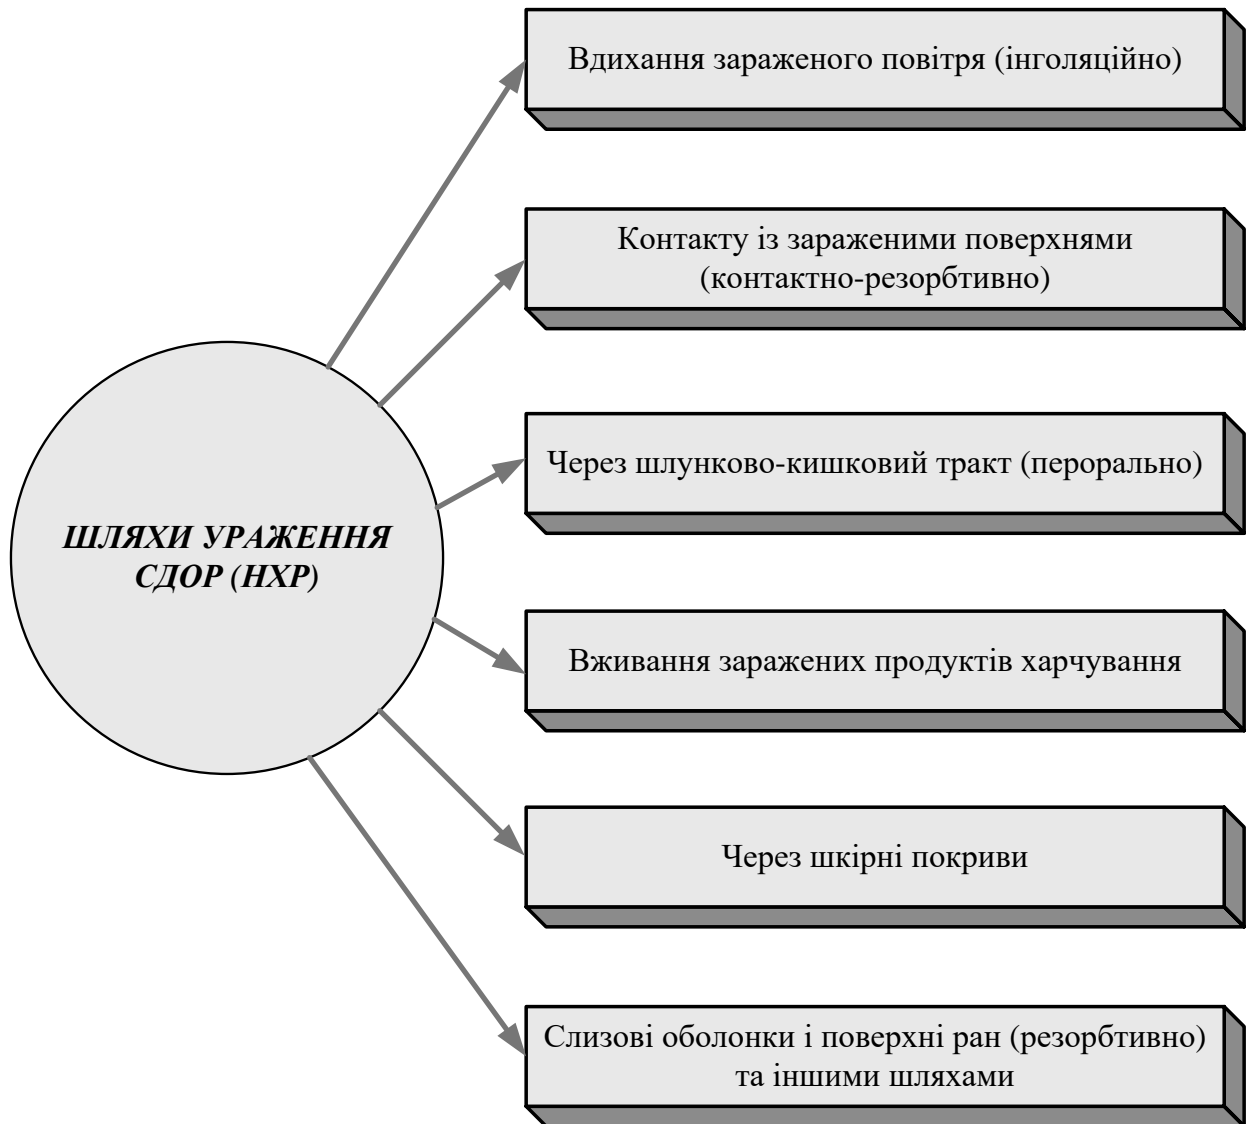 Вдихання зараженого повітря (інголяційно)
Контакту із зараженими поверхнями
(контактно-резорбтивно)
Через шлунково-кишковий тракт (перорально)
ШЛЯХИ УРАЖЕННЯ
СДОР (НХР)
Вживання заражених продуктів харчування
Через шкірні покриви
Слизові оболонки і поверхні ран (резорбтивно)
та іншими шляхами